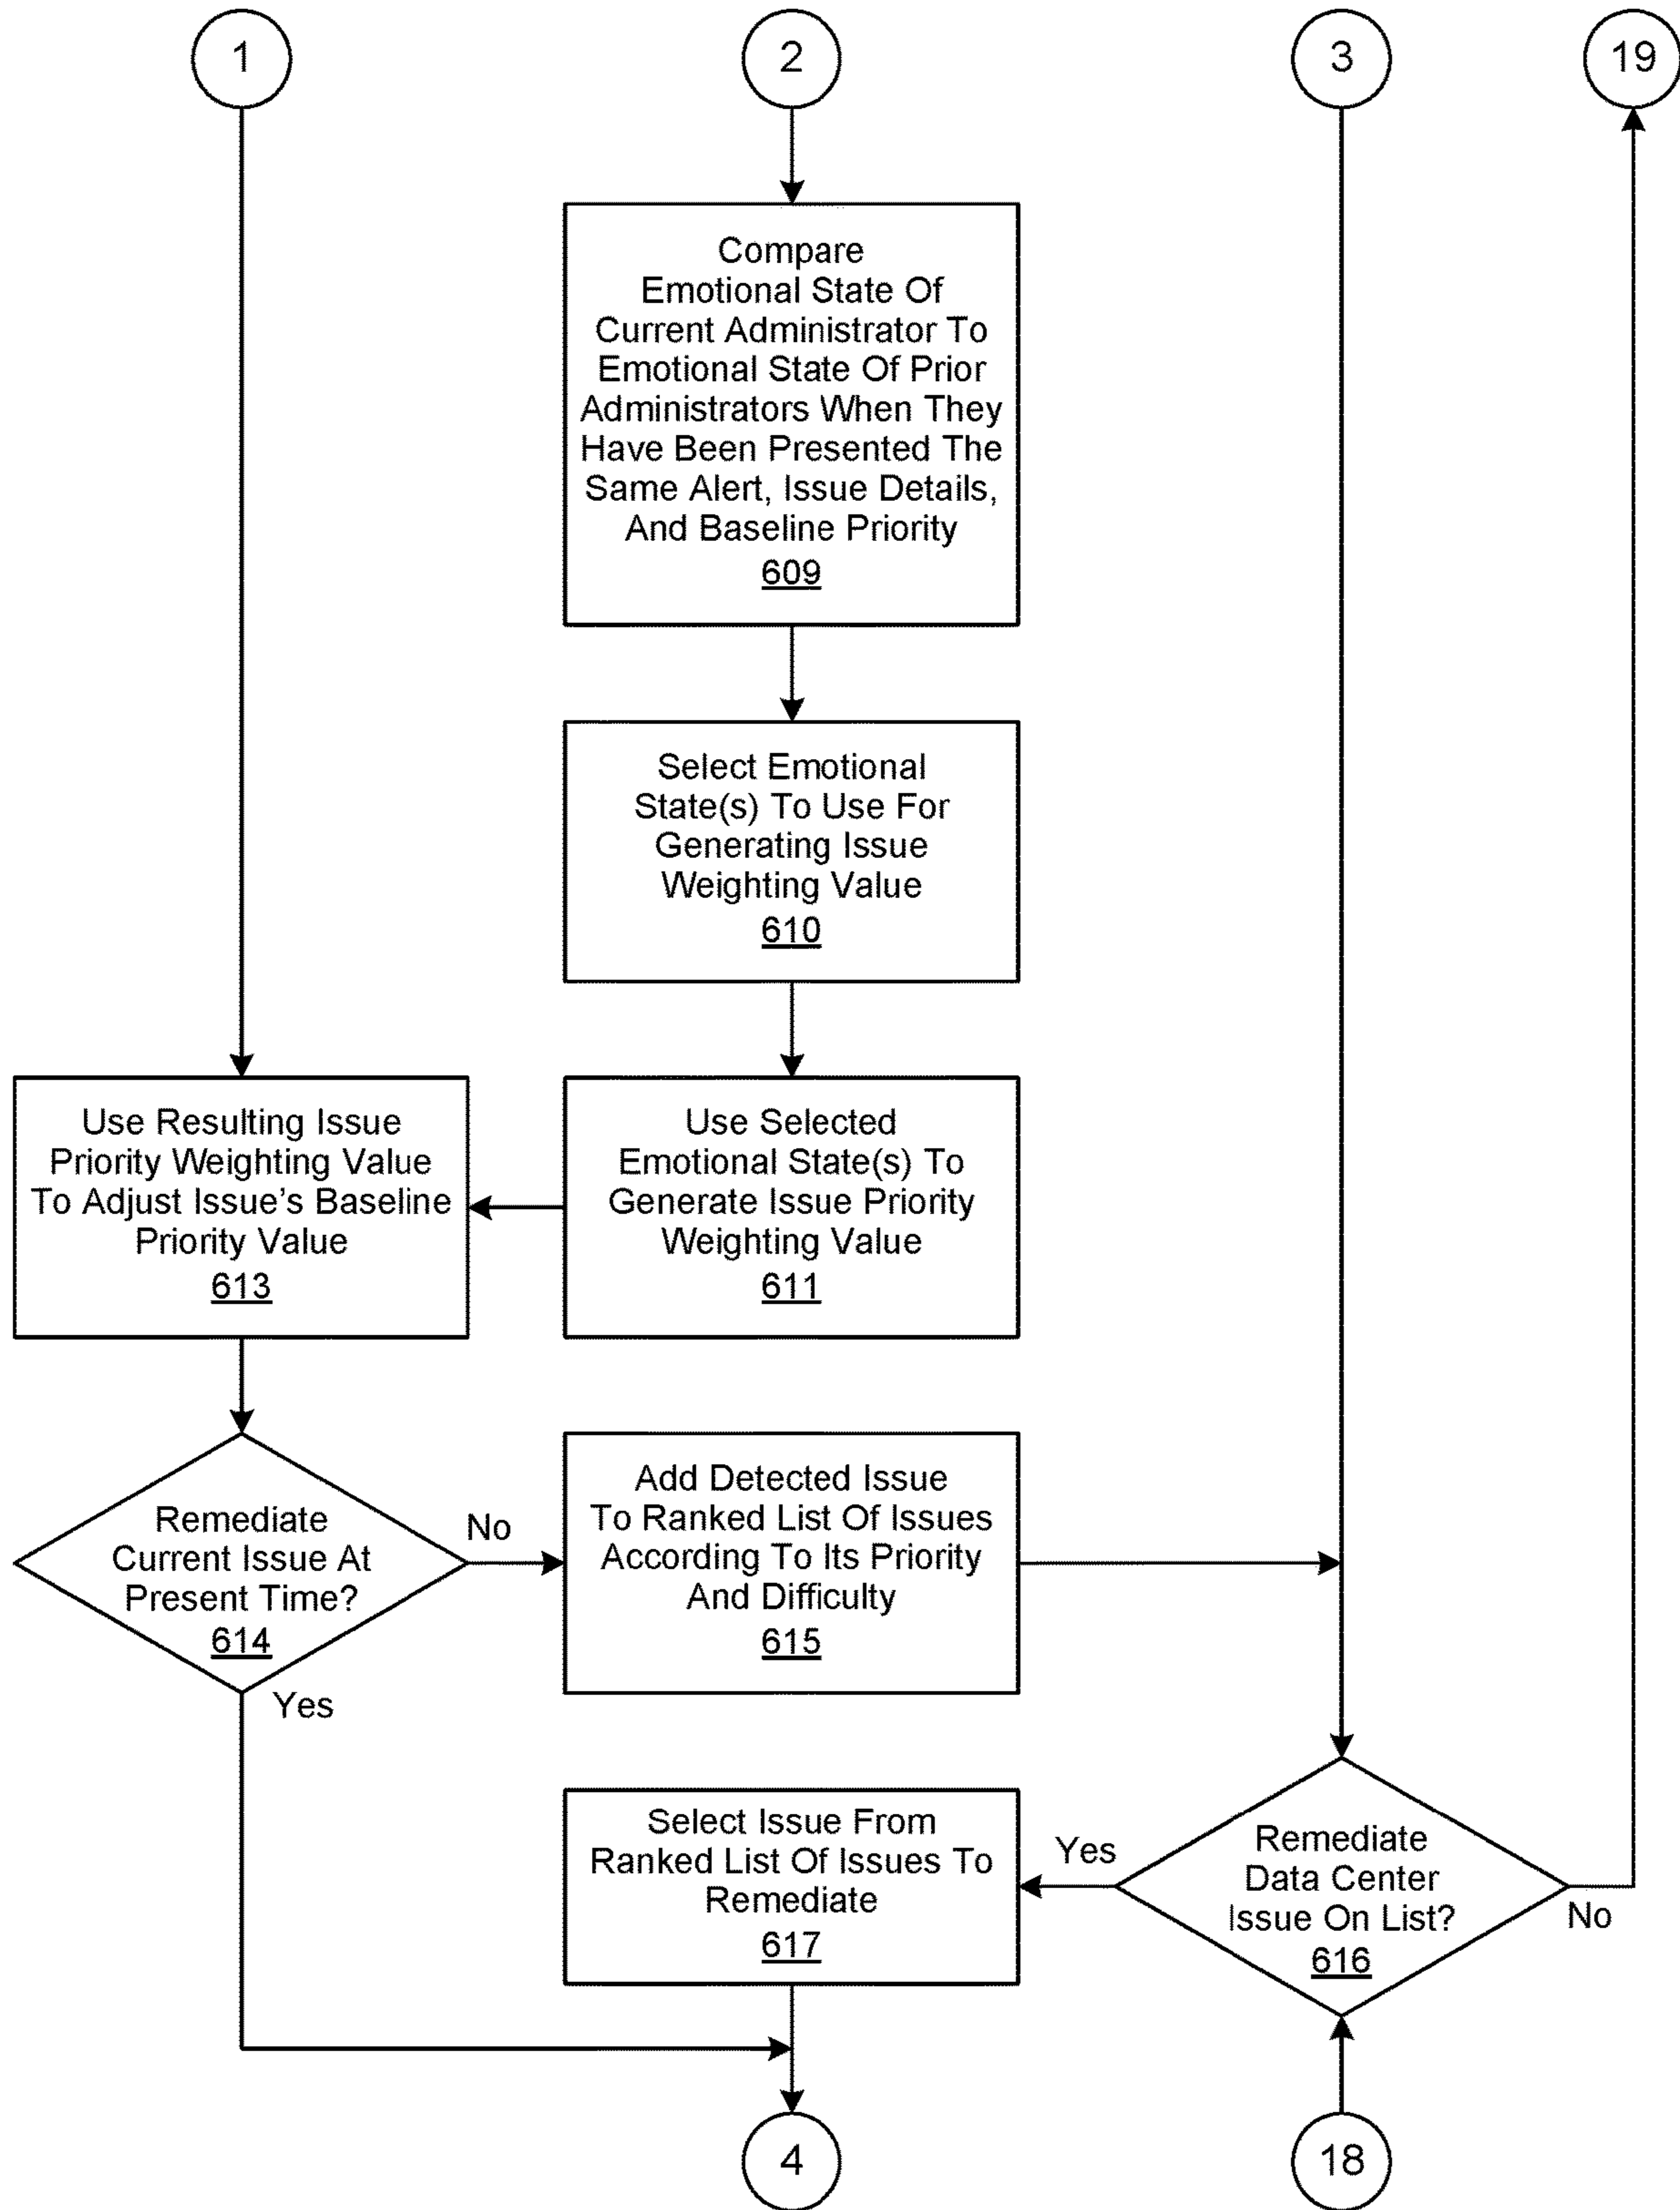 1
2
3
19
Compare
Emotional State Of
Current Administrator To
Emotional State Of Prior
Administrators When They
Have Been Presented The
Same Alert, Issue Details,
And Baseline Priority
609
Select Emotional
State(s) To Use For
Generating Issue
Weighting Value
610
Use Resulting Issue
Priority Weighting Value
To Adjust Issue's Baseline
Priority Value
613
Use Selected
Emotional State(s) To
Generate Issue Priority
Weighting Value
611
Remediate
Current Issue At
Present Time?
614
No
Yes
Add Detected Issue
To Ranked List Of Issues
According To Its Priority
And Difficulty
615
Select Issue From
Ranked List Of Issues To
Remediate
617
Yes
Remediate
Data Center
Issue On List?
616
No
4
18